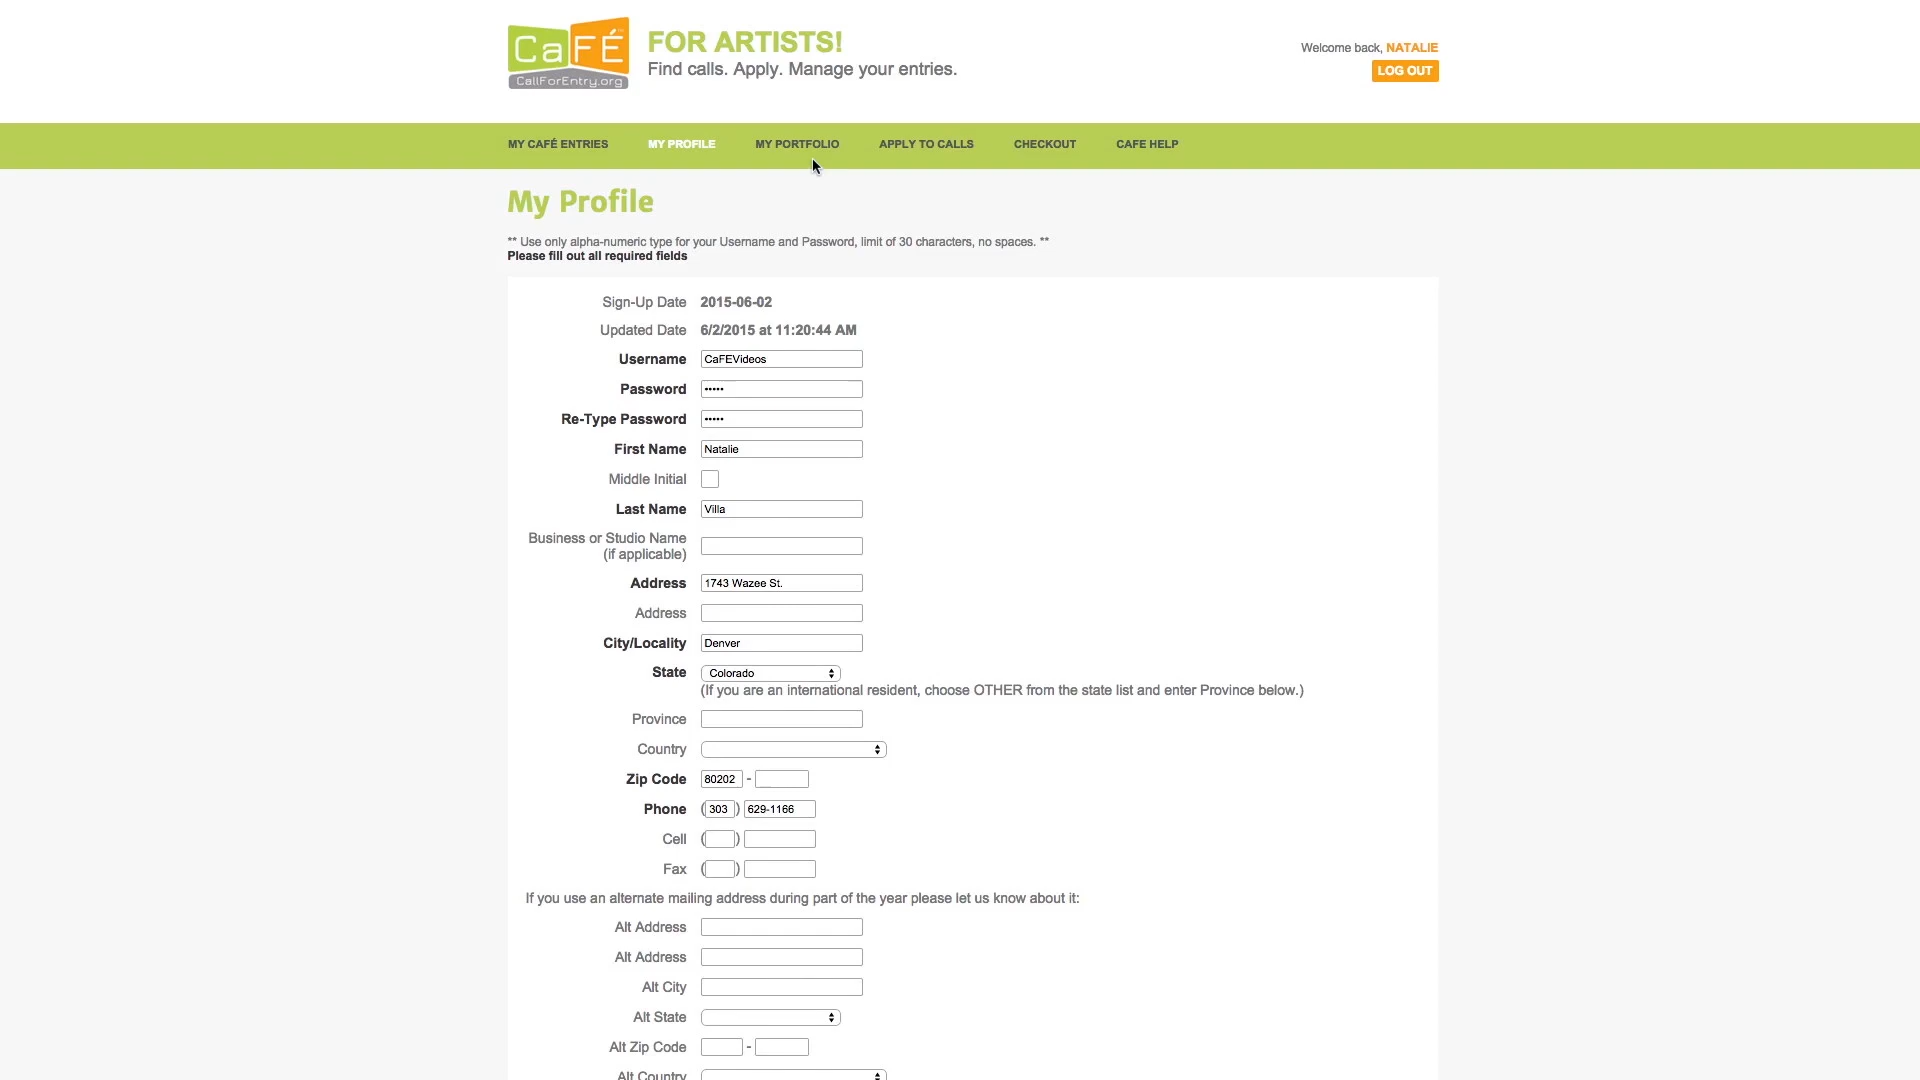 CaFÉ™
CallForEntry.org
FOR ARTISTS!
Find calls. Apply. Manage your entries.
Welcome back, NATALIE
LOG OUT
MY CAFÉ ENTRIES MY PROFILE MY PORTFOLIO APPLY TO CALLS CHECKOUT CAFE HELP
My Profile
** Use only alpha-numeric type for your Username and Password, limit of 30 characters, no spaces. **
Please fill out all required fields
Sign-Up Date 2015-06-02
Updated Date 6/2/2015 at 11:20:44 AM
Username CaFEVideos
Password •••••
Re-Type Password •••••
First Name Natalie
Middle Initial
Last Name Villa
Business or Studio Name
(if applicable)
Address 1743 Wazee St.
Address
City/Locality Denver
State Colorado
(If you are an international resident, choose OTHER from the state list and enter Province below.)
Province
Country
Zip Code 80202 -
Phone (303) 629-1166
Cell ( )
Fax ( )
If you use an alternate mailing address during part of the year please let us know about it:
Alt Address
Alt Address
Alt City
Alt State
Alt Zip Code -
Alt Country